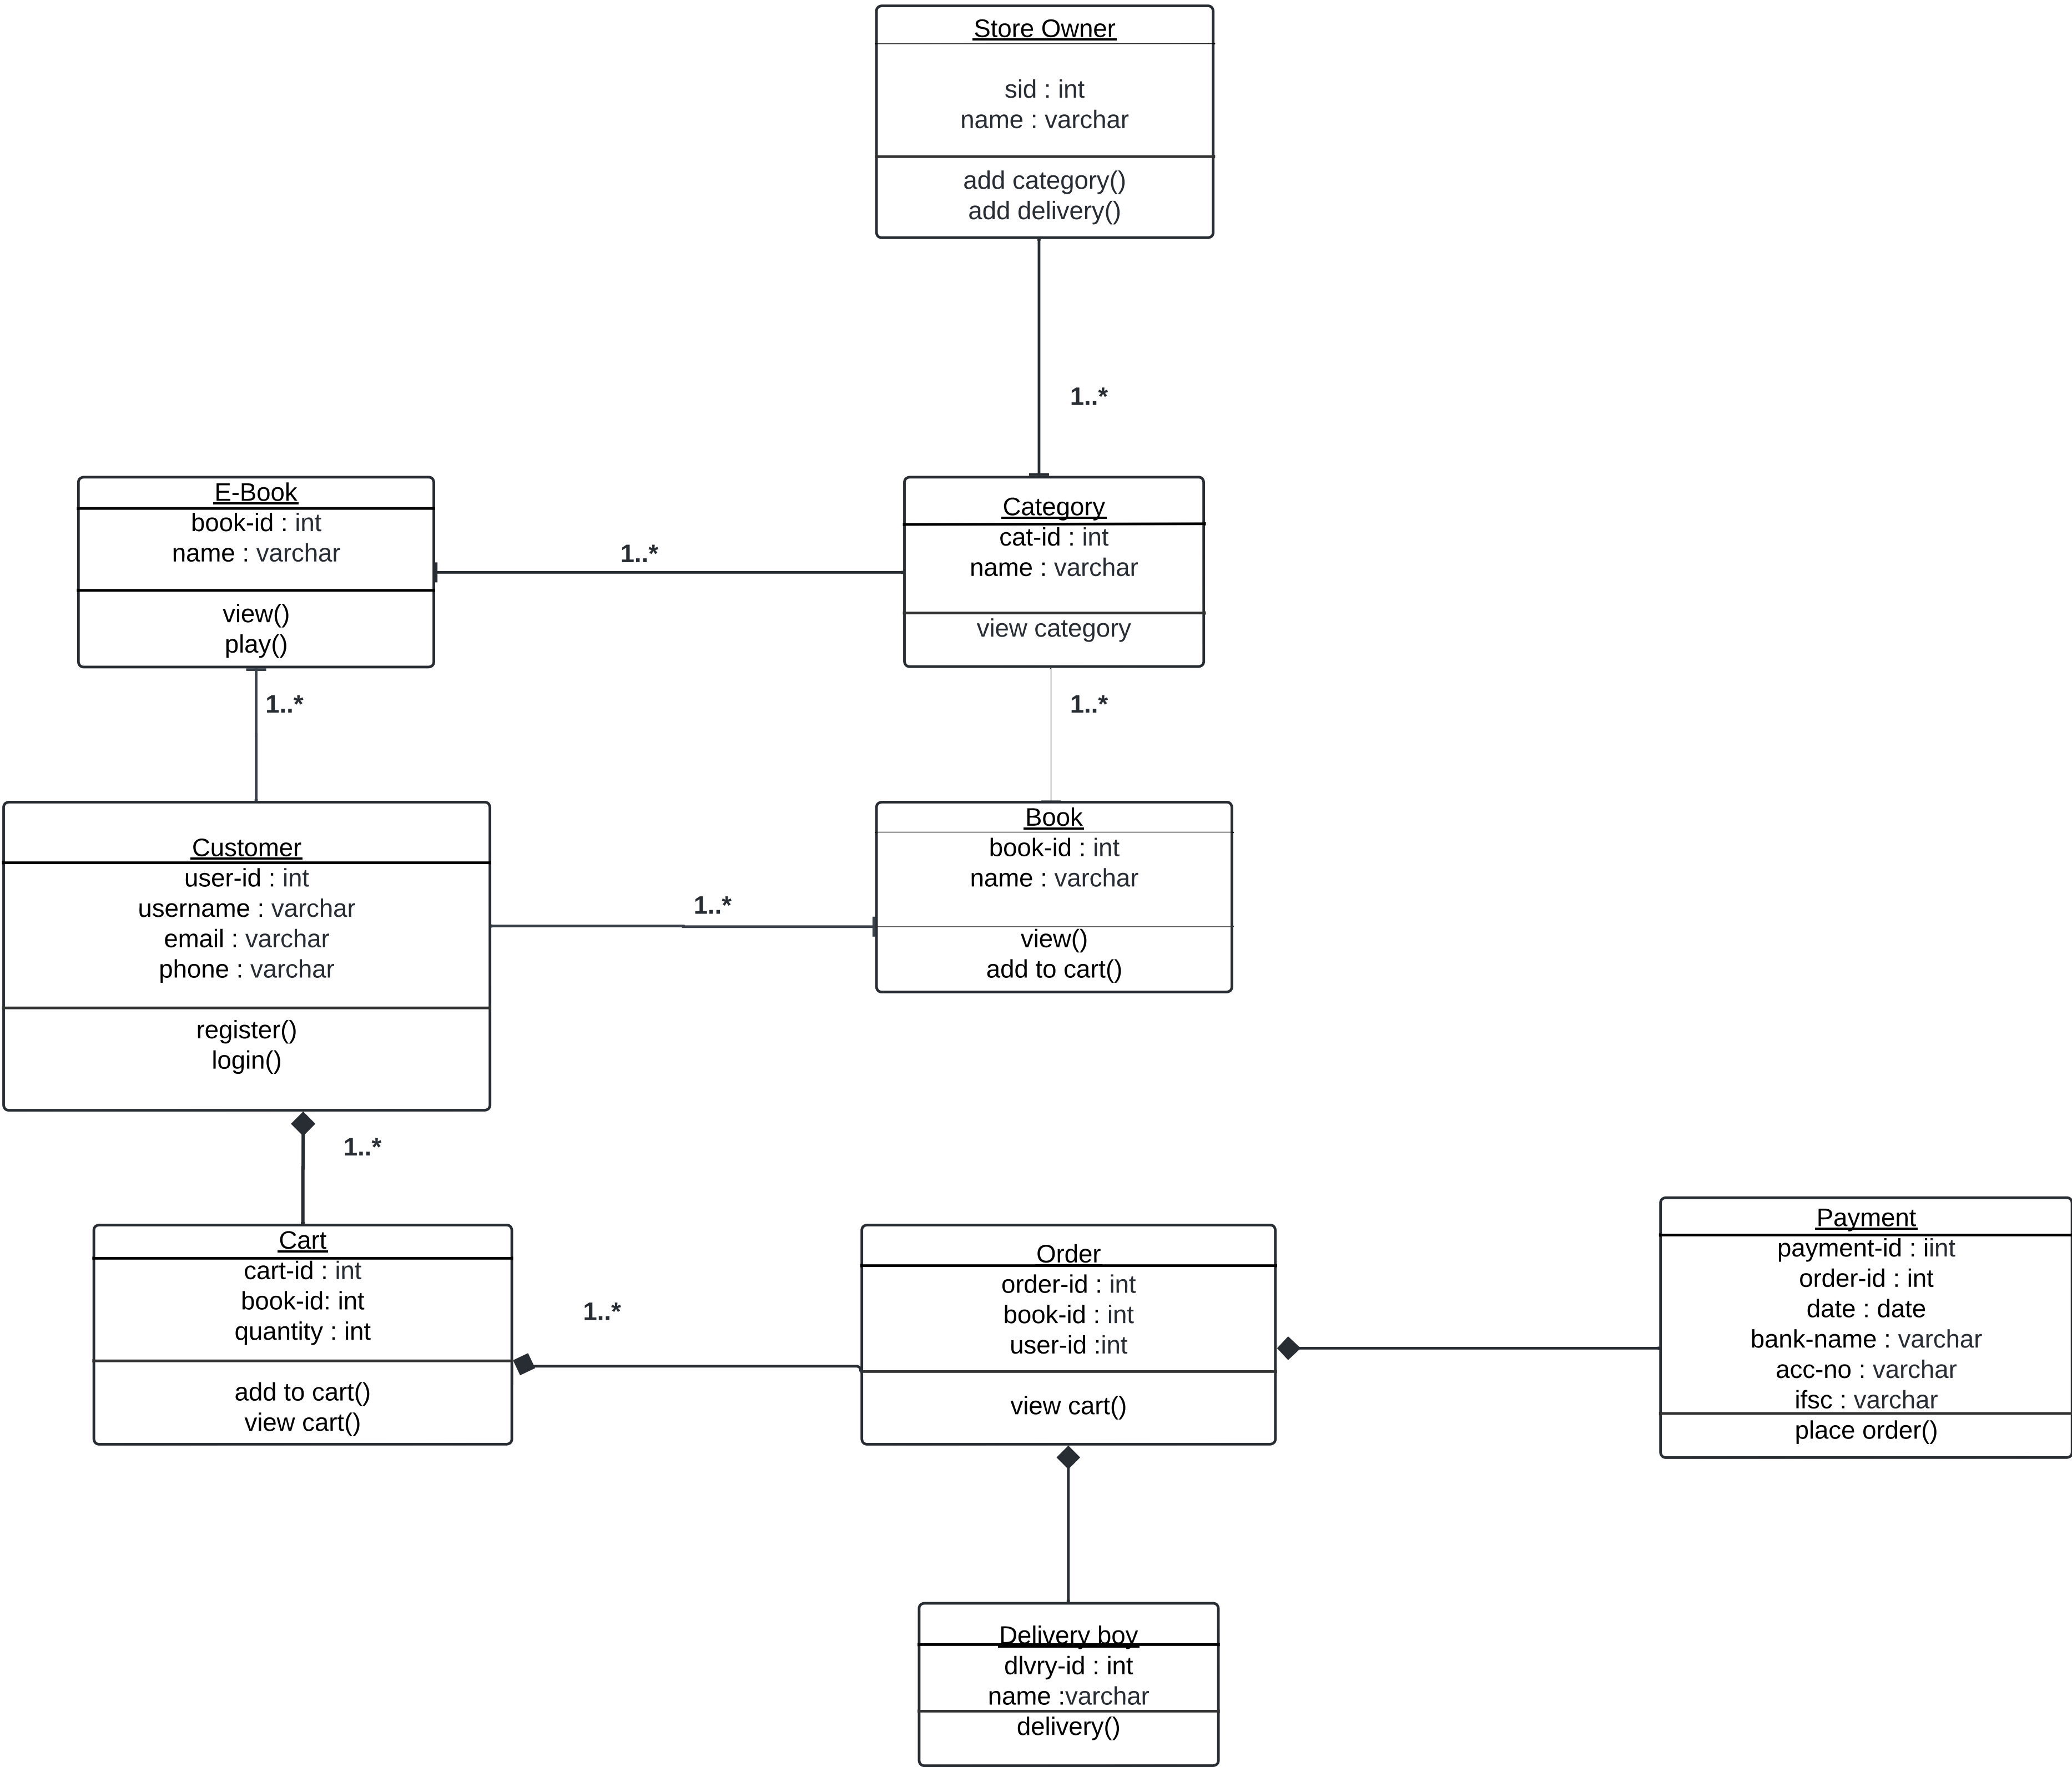 Store Owner
sid : int
name : varchar
add category()
add delivery()
1..*
E-Book
book-id : int
name : varchar
view()
play()
1..*
Category
cat-id : int
name : varchar
view category
1..*
1..*
Customer
user-id : int
username : varchar
email : varchar
phone : varchar
register()
login()
1..*
Book
book-id : int
name : varchar
view()
add to cart()
1..*
Cart
cart-id : int
book-id: int
quantity : int
add to cart()
view cart()
1..*
Order
order-id : int
book-id : int
user-id :int
view cart()
Payment
payment-id : iint
order-id : int
date : date
bank-name : varchar
acc-no : varchar
ifsc : varchar
place order()
Delivery boy
dlvry-id : int
name :varchar
delivery()